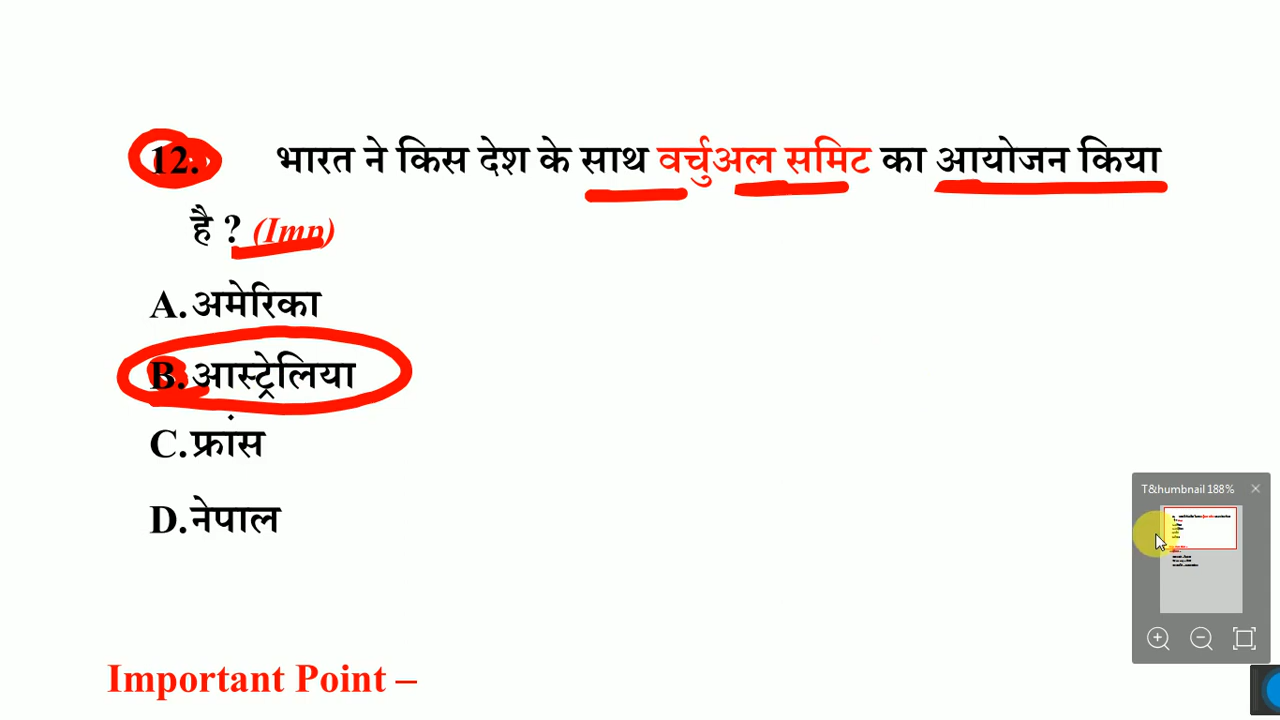 12. भारत ने किस देश के साथ वर्चुअल समिट का आयोजन किया
है ? (Imp)
A. अमेरिका
B. आस्ट्रेलिया
C. फ्रांस
D. नेपाल
T&humbnail 188%
Important Point –